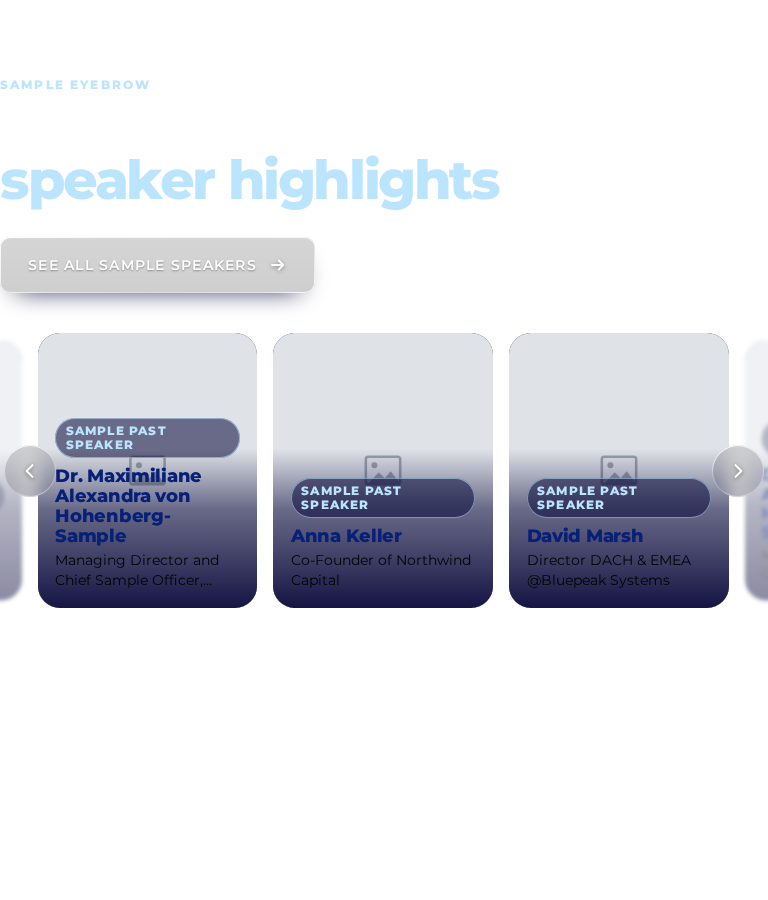 SAMPLE EYEBROW
speaker highlights
SEE ALL SAMPLE SPEAKERS
SAMPLE PAST
SPEAKER
Dr. Maximiliane
Alexandra von
Hohenberg-
Sample
Managing Director and
Chief Sample Officer,...
SAMPLE PAST
SPEAKER
Anna Keller
Co-Founder of Northwind
Capital
SAMPLE PAST
SPEAKER
David Marsh
Director DACH & EMEA
@Bluepeak Systems